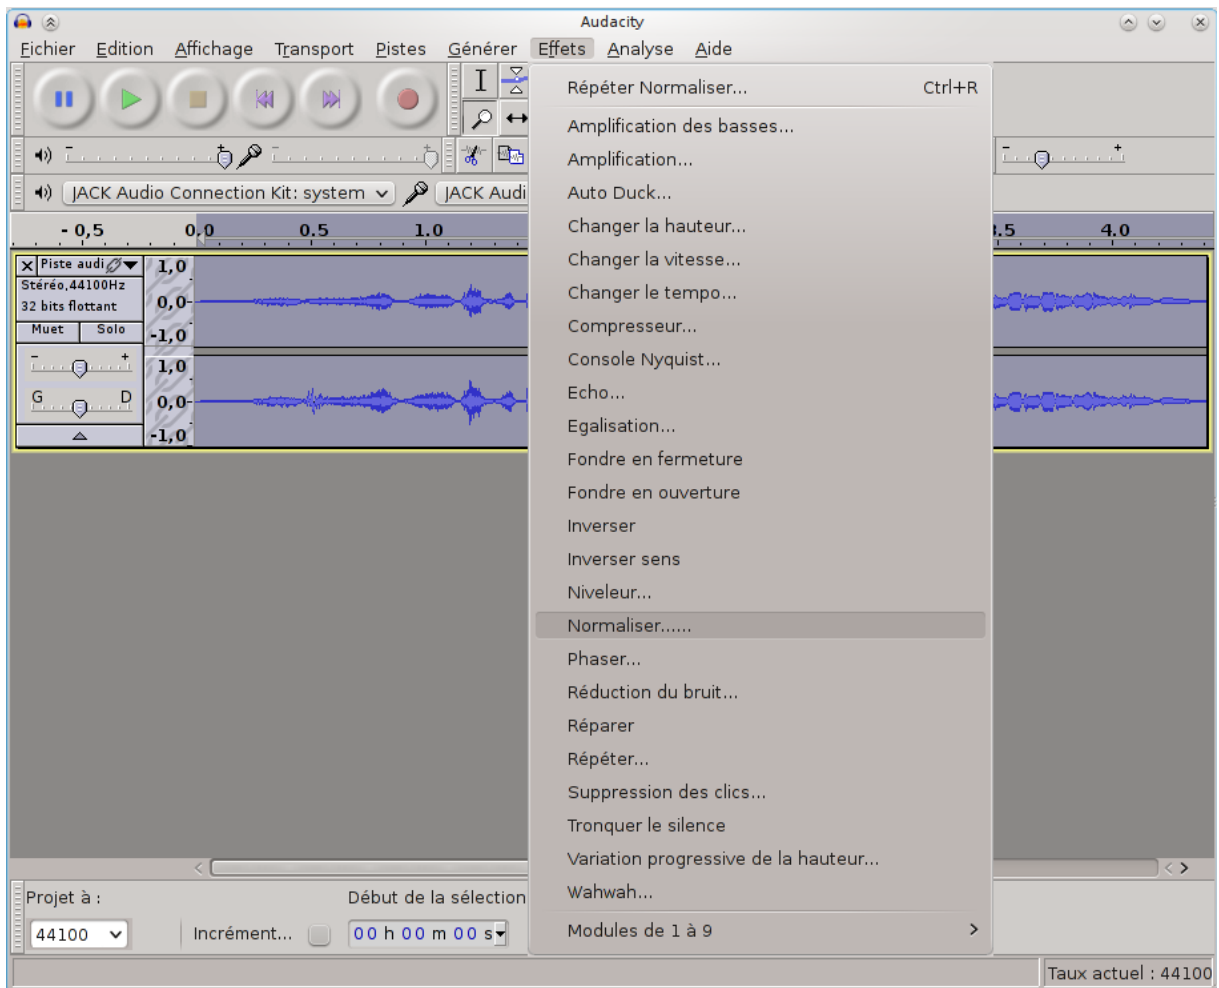 Audacity
Fichier Edition Affichage Transport Pistes Générer Effets Analyse Aide
Répéter Normaliser... Ctrl+R
Amplification des basses...
Amplification...
Auto Duck...
Changer la hauteur...
Changer la vitesse...
Changer le tempo...
Compresseur...
Console Nyquist...
Echo...
Egalisation...
Fondre en fermeture
Fondre en ouverture
Inverser
Inverser sens
Niveleur...
Normaliser......
Phaser...
Réduction du bruit...
Réparer
Répéter...
Suppression des clics...
Tronquer le silence
Variation progressive de la hauteur...
Wahwah...
Modules de 1 à 9
- +
- +
- +
JACK Audio Connection Kit: system JACK Audi
- 0,5 0,0 0.5 1.0 3.5 4.0
Piste audi
Stéréo,44100Hz
32 bits flottant
Muet Solo
- +
G D
1,0
0,0
-1,0
1,0
0,0
-1,0
Projet à : Début de la sélection
44100 Incrément... 00 h 00 m 00 s
Taux actuel : 44100